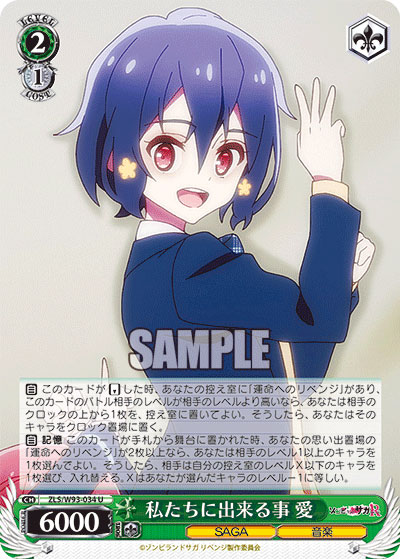 LEVEL
2
1
COST
SAMPLE
自 このカードが した時、あなたの控え室に「運命へのリベンジ」があり、
このカードのバトル相手のレベルが相手のレベルより高いなら、あなたは相手の
クロックの上から1枚を、控え室に置いてよい。そうしたら、あなたはその
キャラをクロック置場に置く。
自 記憶 このカードが手札から舞台に置かれた時、あなたの思い出置場の
「運命へのリベンジ」が2枚以上なら、あなたは相手のレベル1以上のキャラを
1枚選んでよい。そうしたら、相手は自分の控え室のレベルX以下のキャラを
1枚選び、入れ替える。Xはあなたが選んだキャラのレベル-1に等しい。
CH ZLS/W93-034 U
私たちに出来る事 愛
6000
SAGA
音楽
©ゾンビランドサガ リベンジ製作委員会